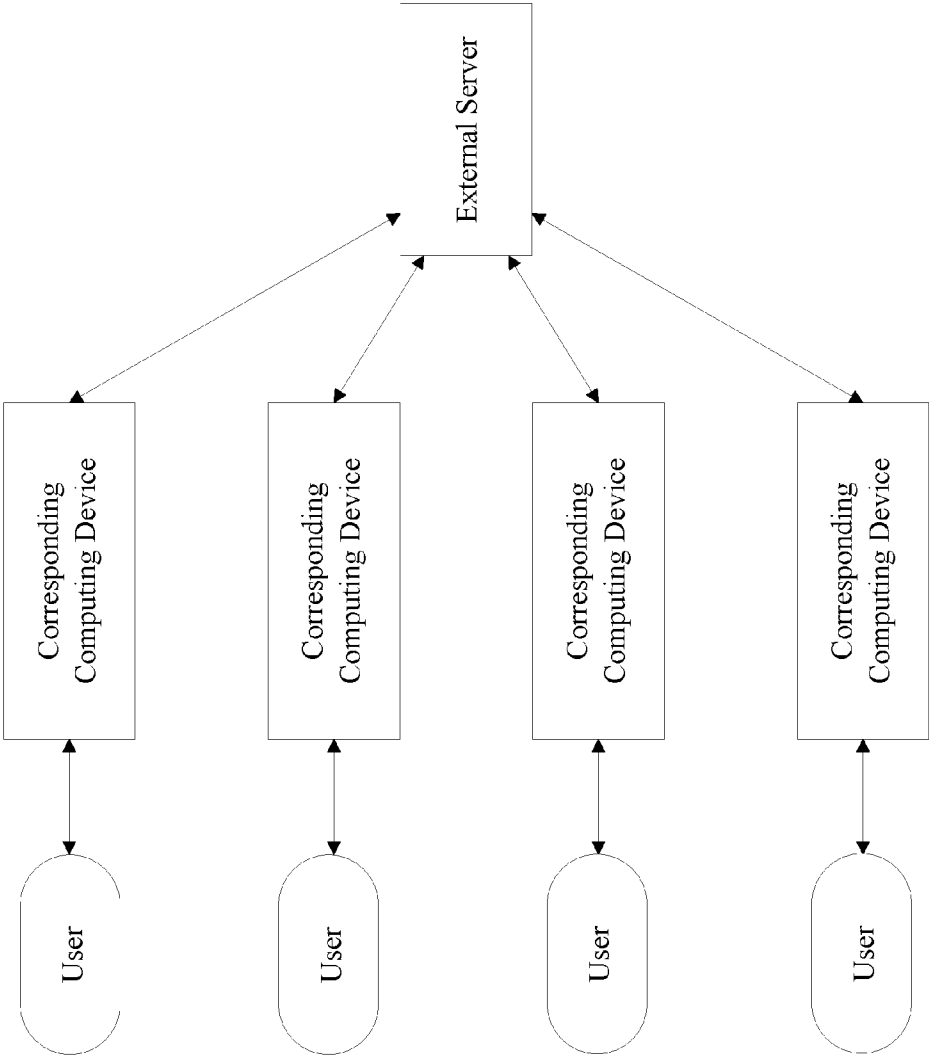 External Server
Corresponding
Computing Device
Corresponding
Computing Device
Corresponding
Computing Device
Corresponding
Computing Device
User
User
User
User